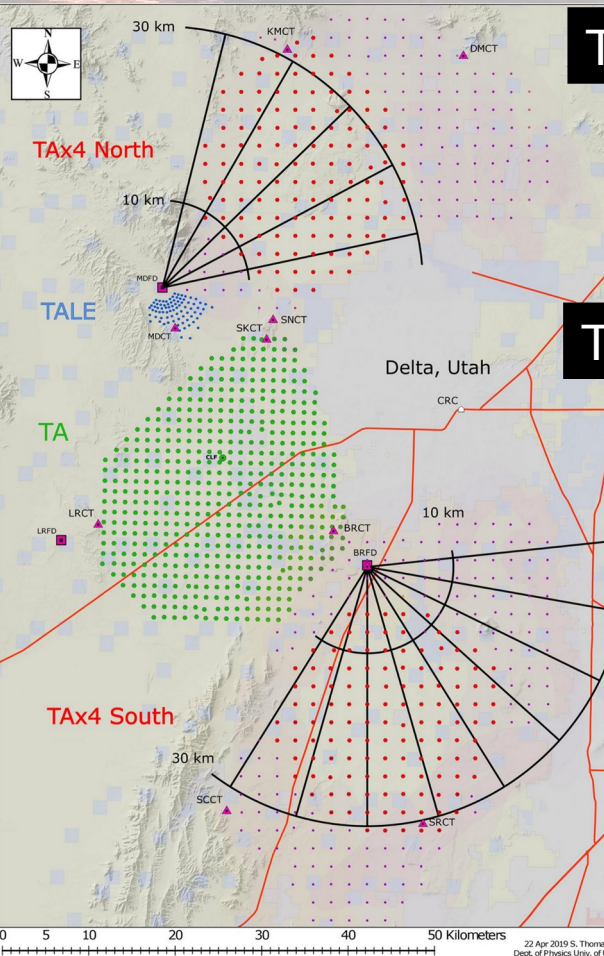 30 km
KMCT
DMCT
T
N
W
E
S
TAx4 North
10 km
MDFD
TALE
SNCT
SKCT
MDCT
T
Delta, Utah
CRC
TA
CLF
10 km
LRCT
BRCT
LRFD
BRFD
TAx4 South
30 km
SCCT
SRCT
0 5 10 20 30 40 50 Kilometers
22 Apr 2019 S. Thoma
Dept. of Physics Univ. of